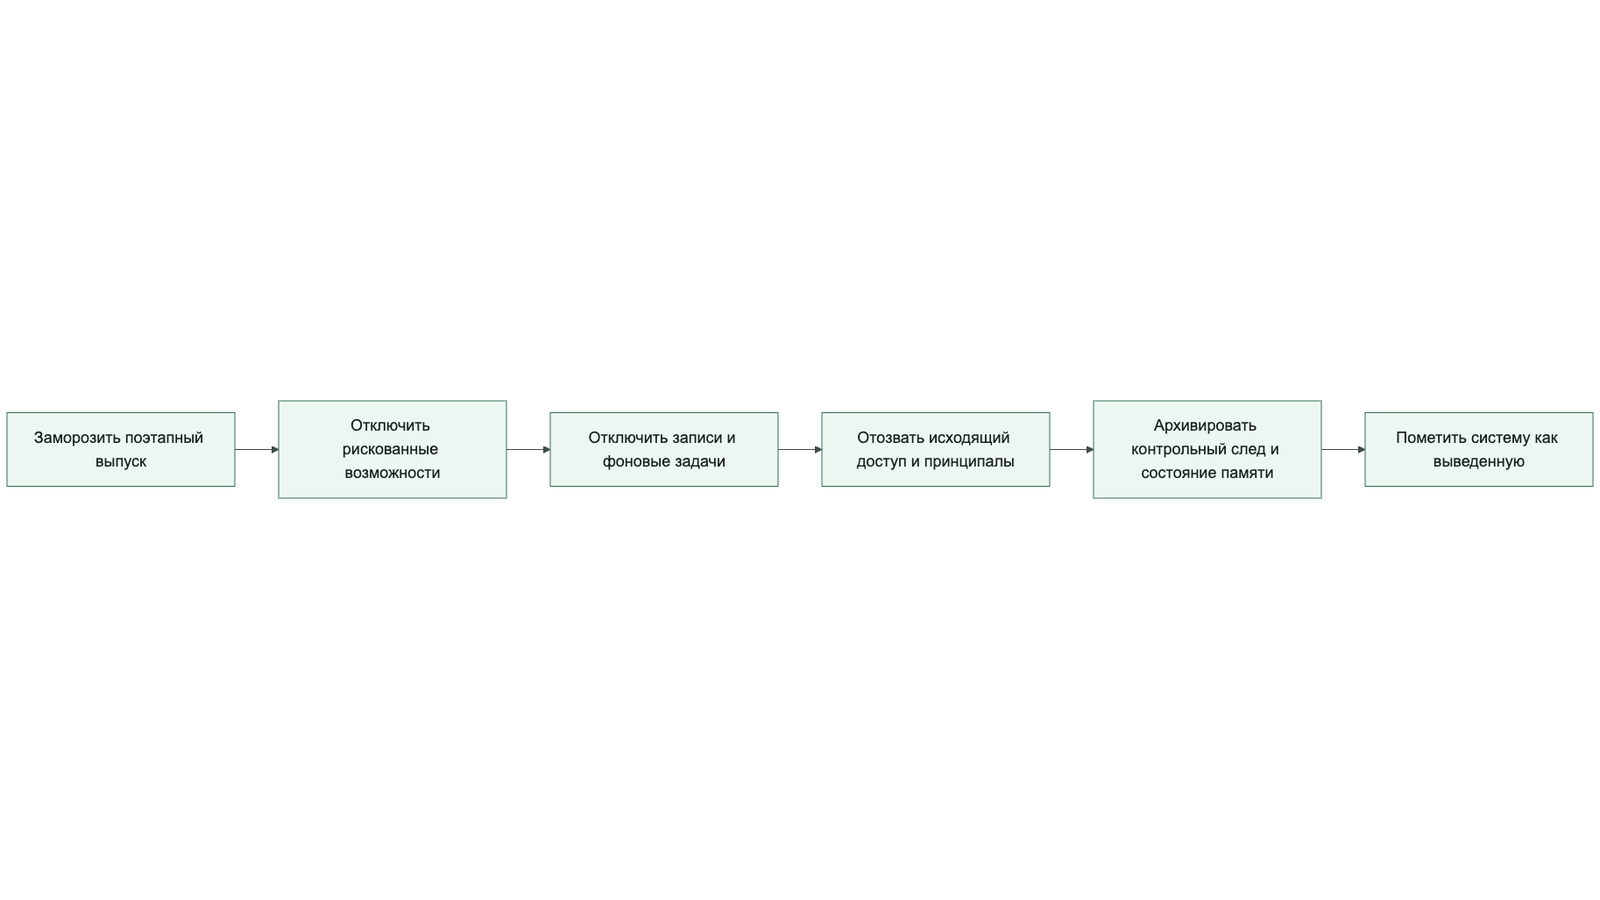 Заморозить поэтапный
выпуск
Отключить
рискованные
возможности
Отключить записи и
фоновые задачи
Отозвать исходящий
доступ и принципалы
Архивировать
контрольный след и
состояние памяти
Пометить систему как
выведенную